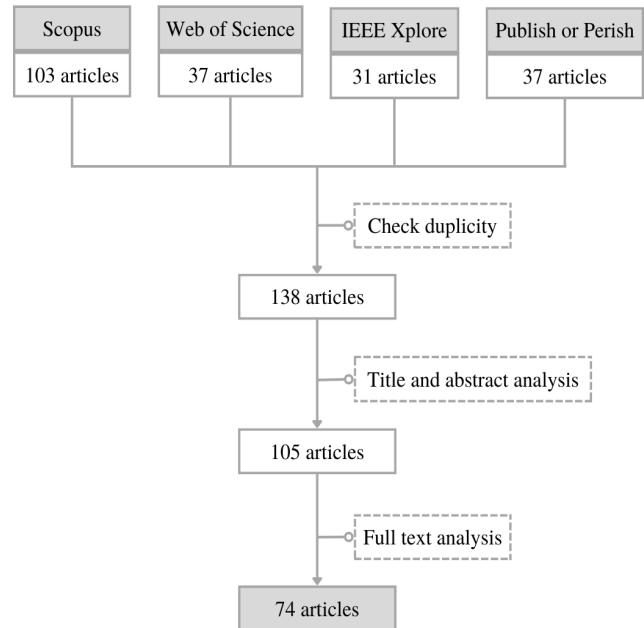 Scopus
Web of Science
IEEE Xplore
Publish or Perish
103 articles
37 articles
31 articles
37 articles
Check duplicity
138 articles
Title and abstract analysis
105 articles
Full text analysis
74 articles